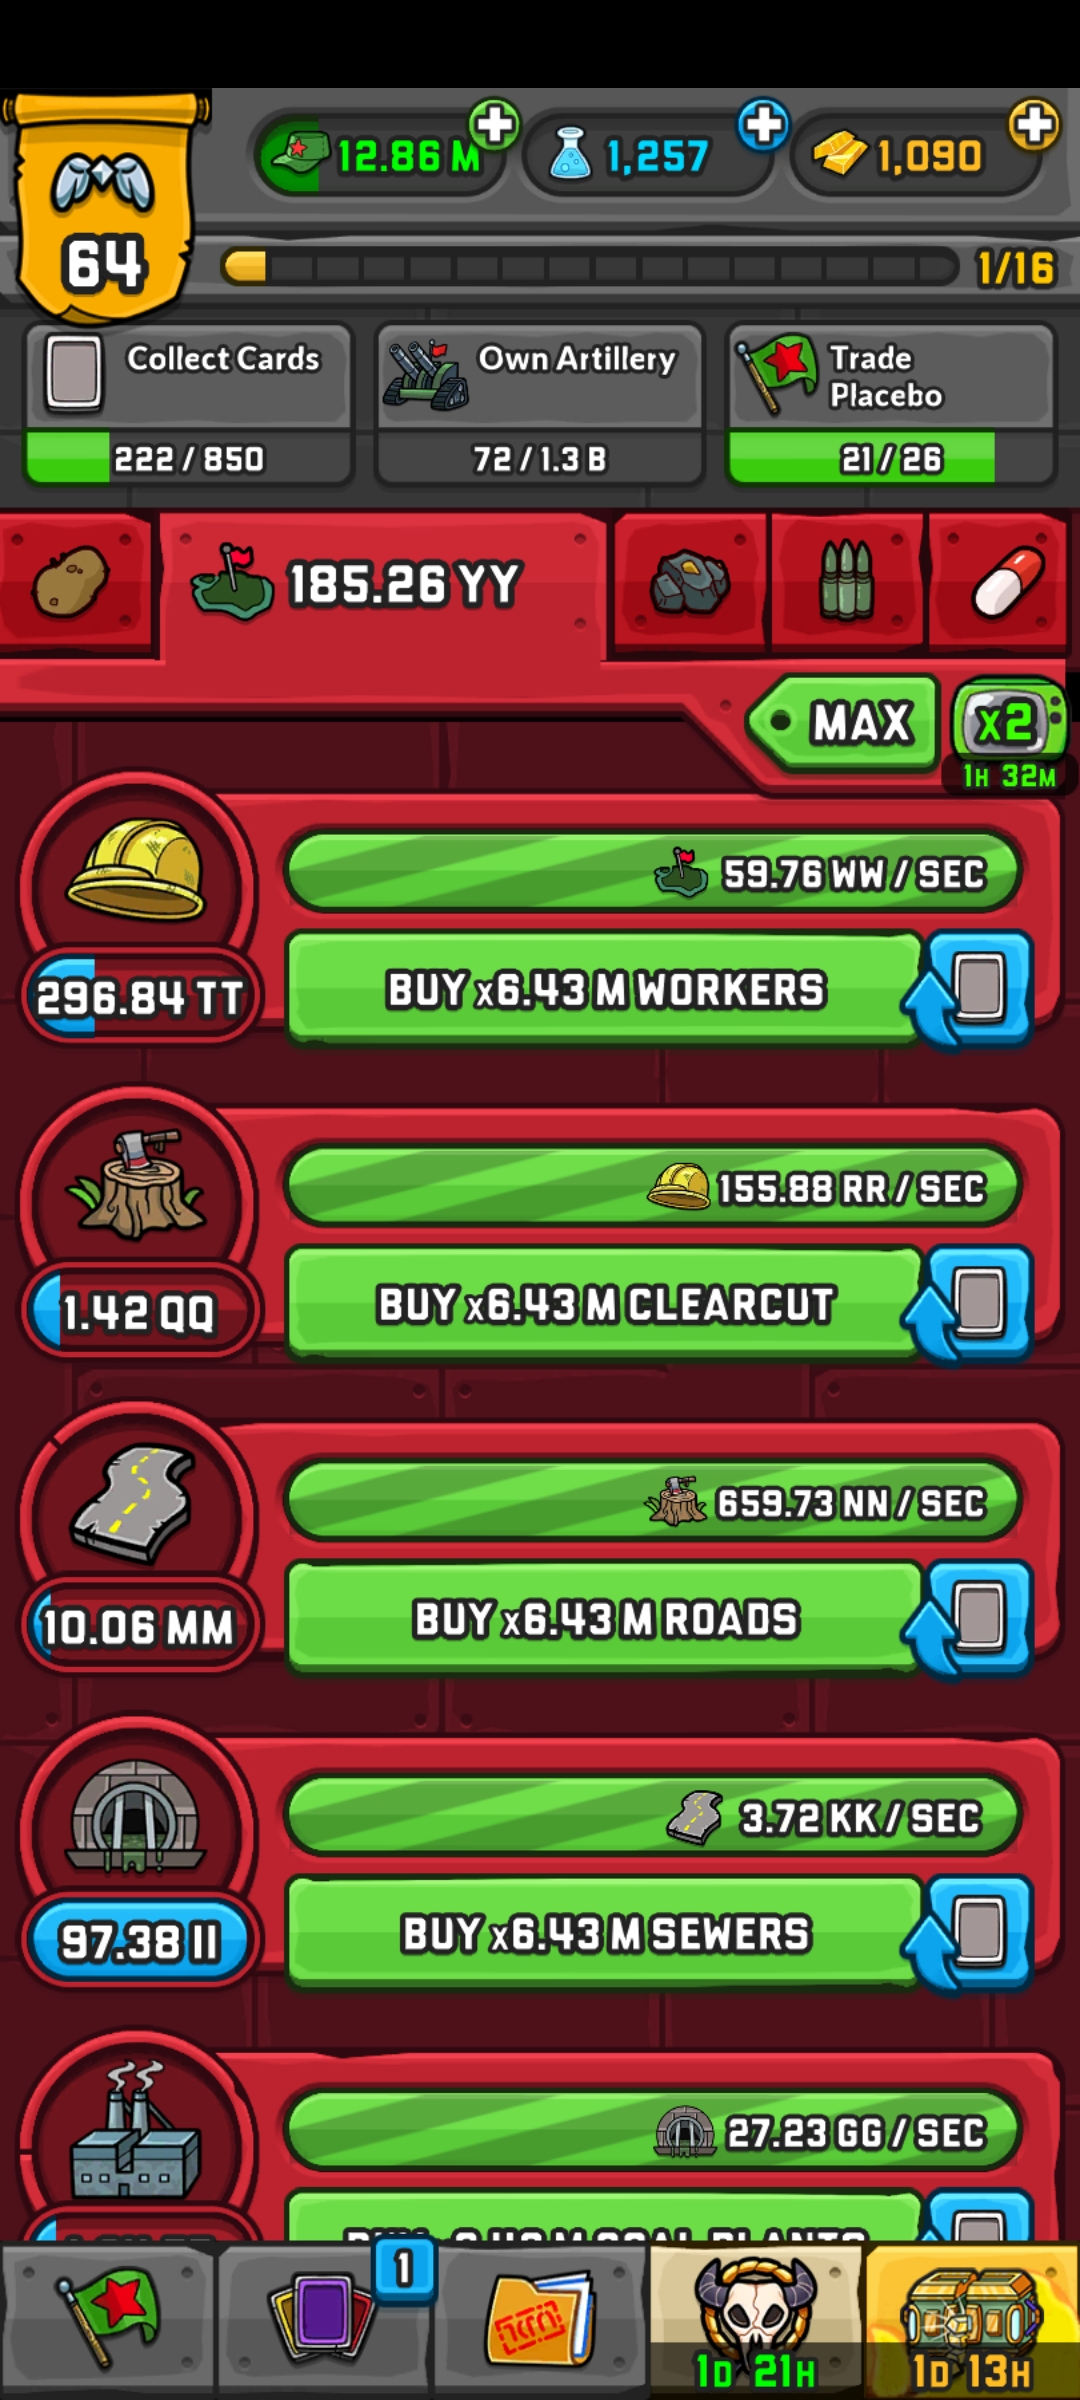 12.86 M
1,257
1,090
64
1/16
Collect Cards
222 / 850
Own Artillery
72 / 1.3 B
Trade
Placebo
21 / 26
185.26 YY
MAX
x2
1H 32M
59.76 WW / SEC
296.84 TT
BUY x6.43 M WORKERS
155.88 RR / SEC
1.42 QQ
BUY x6.43 M CLEARCUT
659.73 NN / SEC
10.06 MM
BUY x6.43 M ROADS
3.72 KK / SEC
97.38 II
BUY x6.43 M SEWERS
27.23 GG / SEC
1
1D 21H
1D 13H